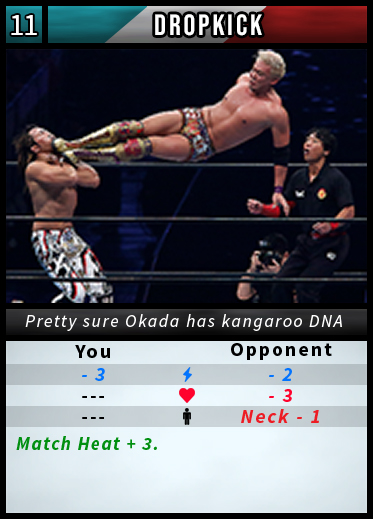 11 DROPKICK
Pretty sure Okada has kangaroo DNA
You Opponent
- 3 - 2
--- - 3
--- Neck - 1
Match Heat + 3.